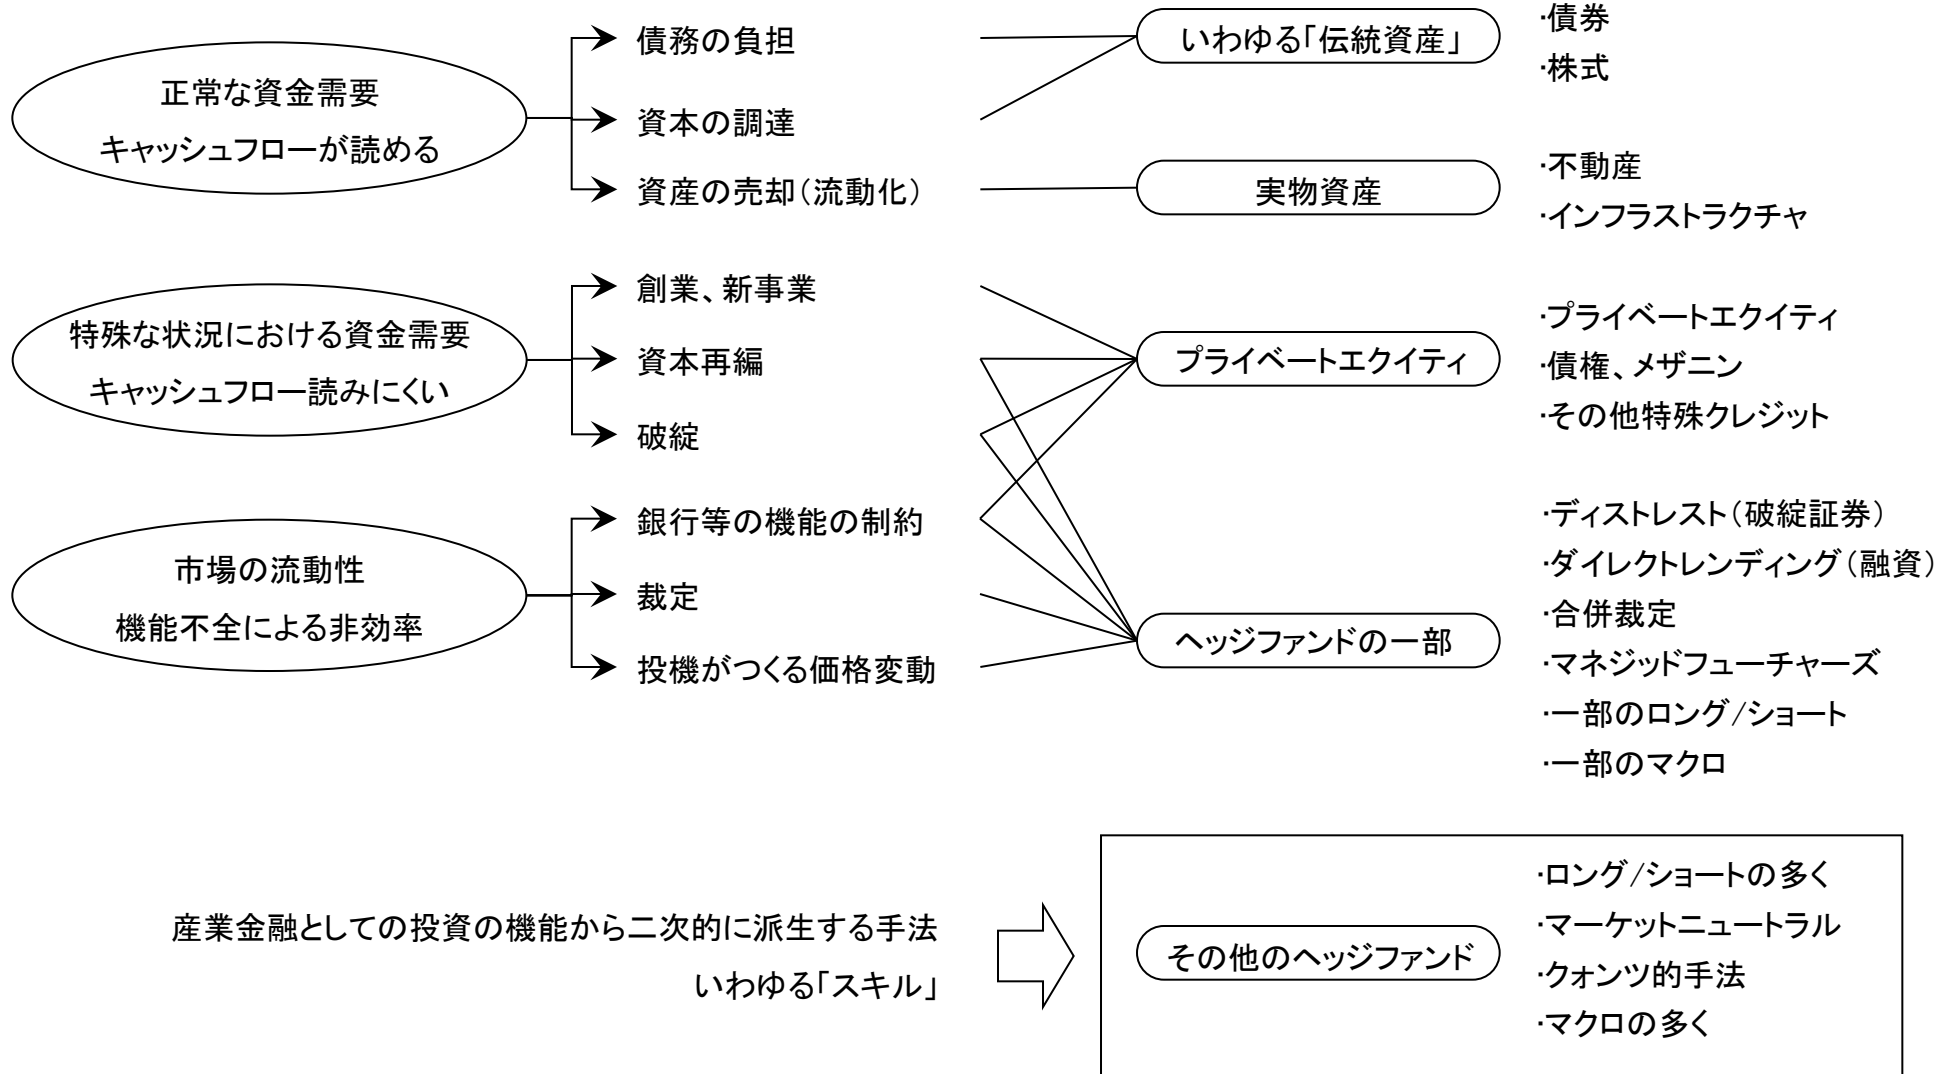 正常な資金需要
キャッシュフローが読める
債務の負担
資本の調達
資産の売却（流動化）
いわゆる「伝統資産」
･債券
･株式
実物資産
･不動産
･インフラストラクチャ
特殊な状況における資金需要
キャッシュフロー読みにくい
創業、新事業
資本再編
破綻
プライベートエクイティ
･プライベートエクイティ
･債権、メザニン
･その他特殊クレジット
市場の流動性
機能不全による非効率
銀行等の機能の制約
裁定
投機がつくる価格変動
ヘッジファンドの一部
･ディストレスト（破綻証券）
･ダイレクトレンディング（融資）
･合併裁定
･マネジッドフューチャーズ
･一部のロング/ショート
･一部のマクロ
産業金融としての投資の機能から二次的に派生する手法
いわゆる「スキル」
その他のヘッジファンド
･ロング/ショートの多く
･マーケットニュートラル
･クォンツ的手法
･マクロの多く